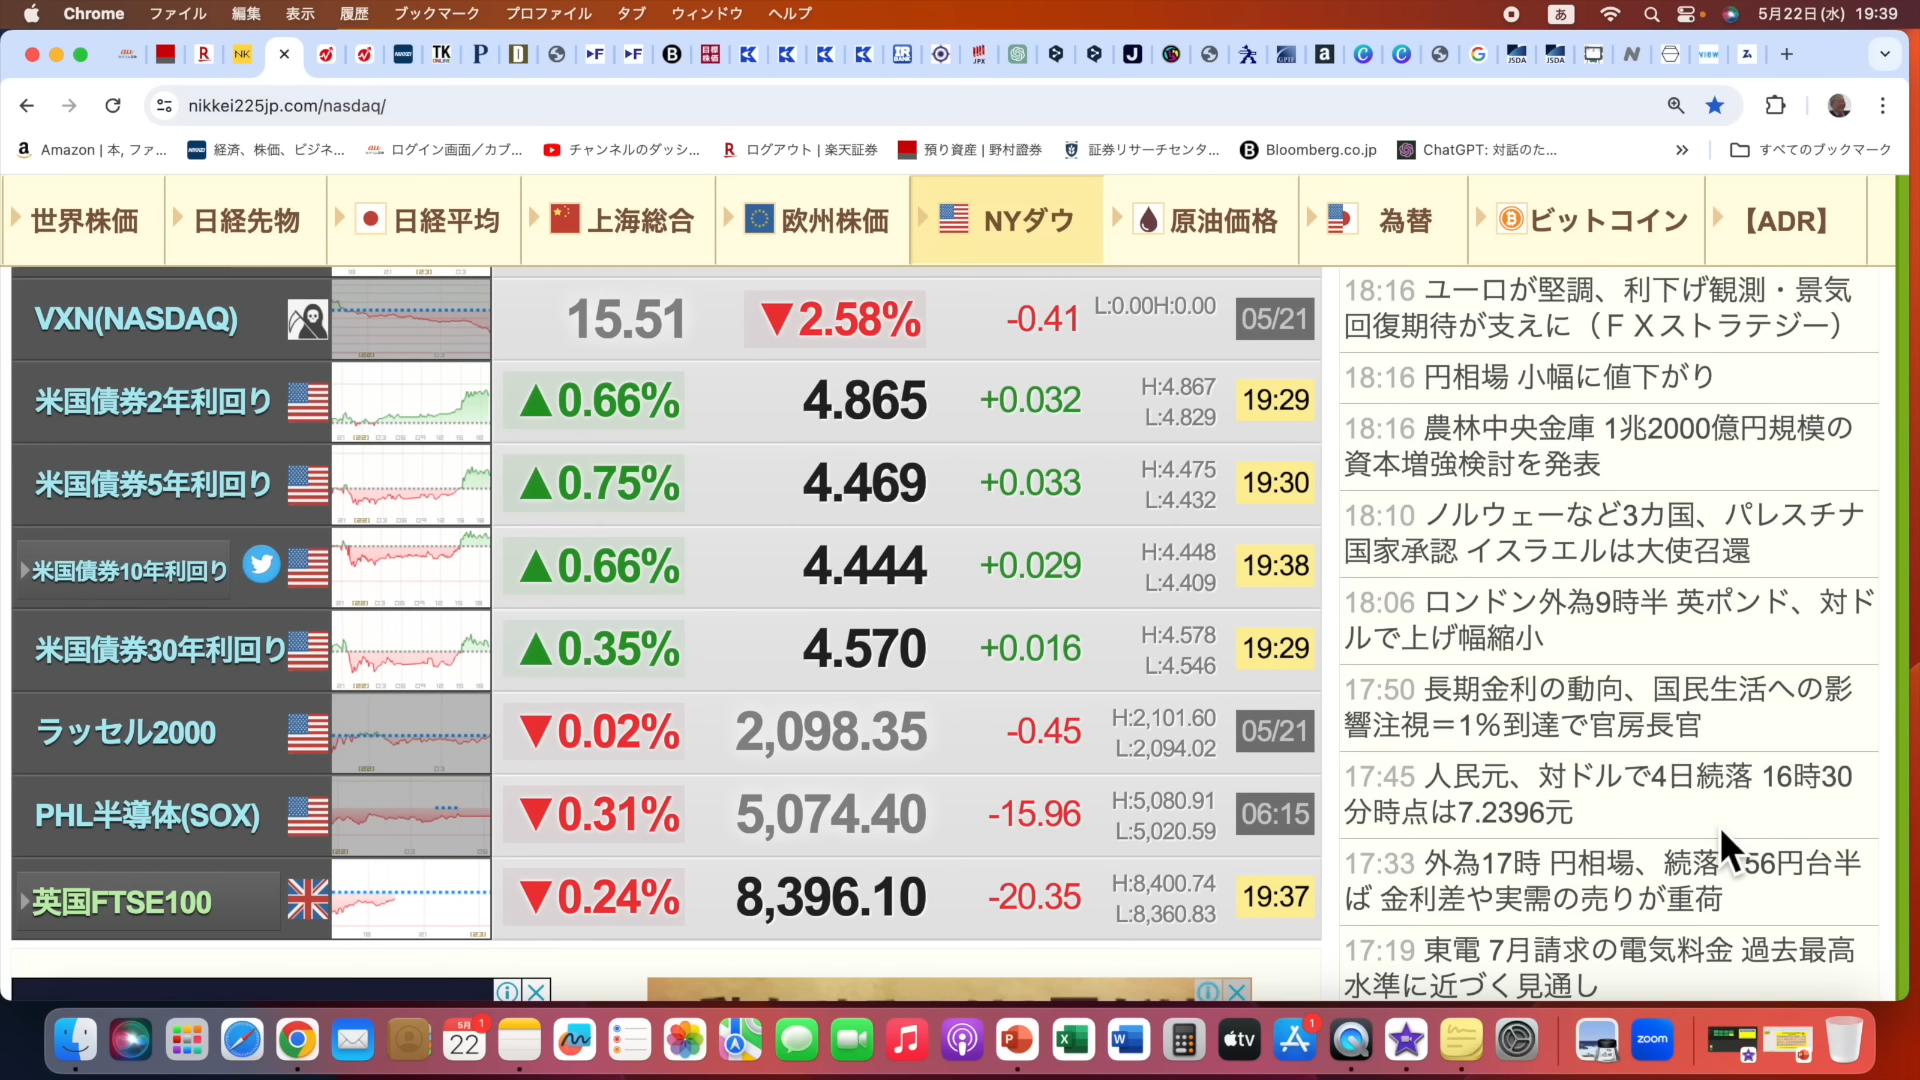 Chrome ファイル 編集 表示 履歴 ブックマーク プロファイル タブ ウィンドウ ヘルプ あ 5月22日(水) 19:39
nikkei225jp.com/nasdaq/
Amazon | 本, ファ... 経済、株価、ビジネ... ログイン画面／カブ... チャンネルのダッシ... ログアウト | 楽天証券 預り資産 | 野村證券 証券リサーチセンタ... Bloomberg.co.jp ChatGPT: 対話のた... » すべてのブックマーク
世界株価 日経先物 日経平均 上海総合 欧州株価 NYダウ 原油価格 為替 ビットコイン 【ADR】
VXN(NASDAQ) 15.51 ▼2.58% -0.41 L:0.00H:0.00 05/21
米国債券2年利回り ▲0.66% 4.865 +0.032 H:4.867 L:4.829 19:29
米国債券5年利回り ▲0.75% 4.469 +0.033 H:4.475 L:4.432 19:30
米国債券10年利回り ▲0.66% 4.444 +0.029 H:4.448 L:4.409 19:38
米国債券30年利回り ▲0.35% 4.570 +0.016 H:4.578 L:4.546 19:29
ラッセル2000 ▼0.02% 2,098.35 -0.45 H:2,101.60 L:2,094.02 05/21
PHL半導体(SOX) ▼0.31% 5,074.40 -15.96 H:5,080.91 L:5,020.59 06:15
英国FTSE100 ▼0.24% 8,396.10 -20.35 H:8,400.74 L:8,360.83 19:37
18:16 ユーロが堅調、利下げ観測・景気
回復期待が支えに（ＦＸストラテジー）
18:16 円相場 小幅に値下がり
18:16 農林中央金庫 1兆2000億円規模の
資本増強検討を発表
18:10 ノルウェーなど3カ国、パレスチナ
国家承認 イスラエルは大使召還
18:06 ロンドン外為9時半 英ポンド、対ド
ルで上げ幅縮小
17:50 長期金利の動向、国民生活への影
響注視＝1％到達で官房長官
17:45 人民元、対ドルで4日続落 16時30
分時点は7.2396元
17:33 外為17時 円相場、続落 56円台半
ば 金利差や実需の売りが重荷
17:19 東電 7月請求の電気料金 過去最高
水準に近づく見通し
5月 1 22 tv 1 zoom